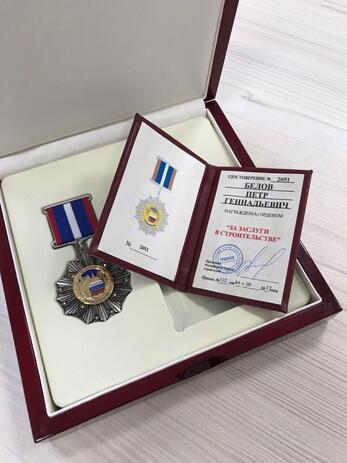 № 2051
УДОСТОВЕРЕНИЕ № 2051
БЕЛОВ
ПЕТР
ГЕННАДЬЕВИЧ
НАГРАЖДЕН(А) ОРДЕНОМ
"ЗА ЗАСЛУГИ
В СТРОИТЕЛЬСТВЕ"